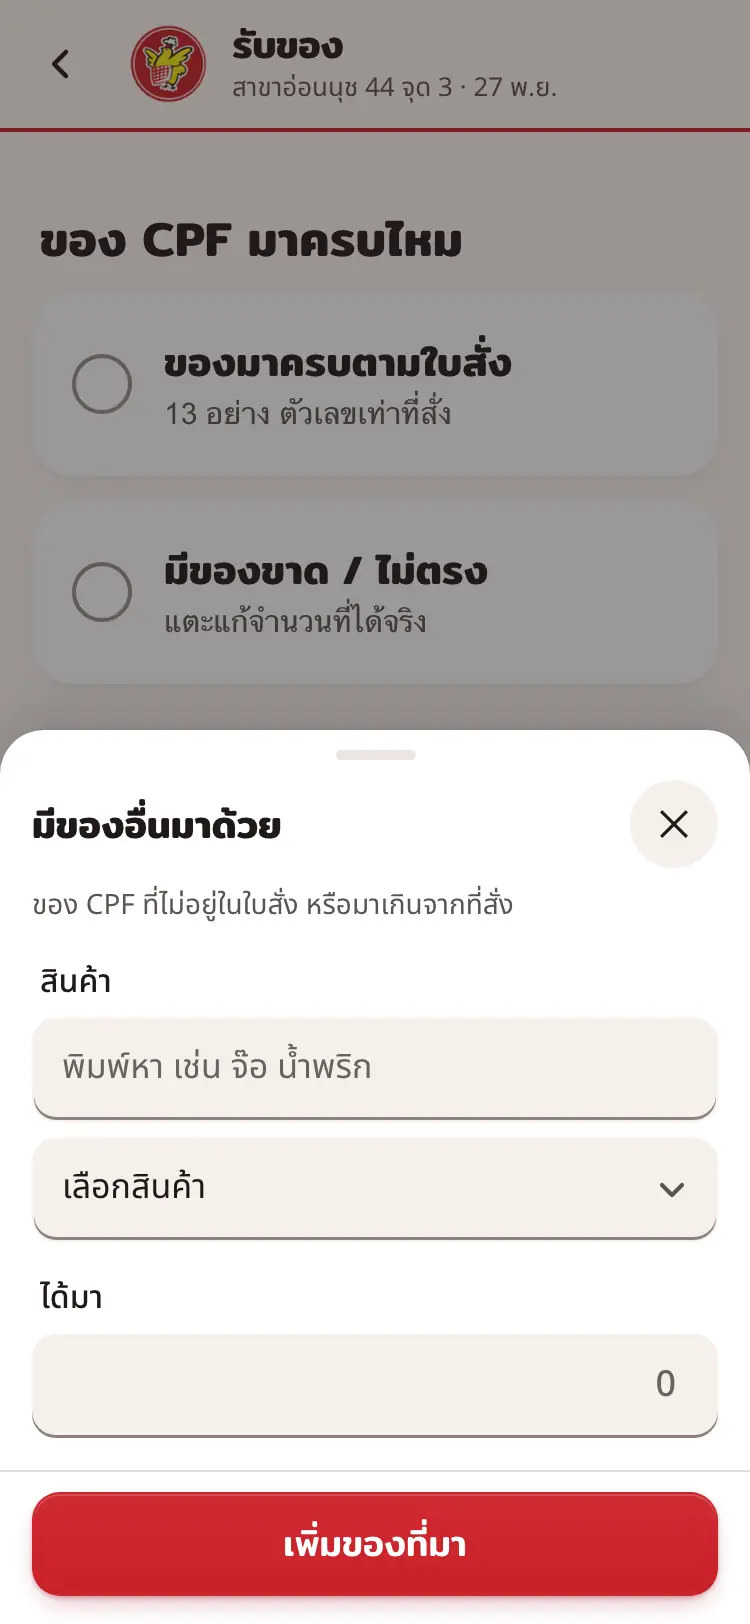 รับของ
สาขาอ่อนนุช 44 จุด 3 · 27 พ.ย.
ของ CPF มาครบไหม
ของมาครบตามใบสั่ง
13 อย่าง ตัวเลขเท่าที่สั่ง
มีของขาด / ไม่ตรง
แตะแก้จำนวนที่ได้จริง
มีของอื่นมาด้วย
ของ CPF ที่ไม่อยู่ในใบสั่ง หรือมาเกินจากที่สั่ง
สินค้า
พิมพ์หา เช่น จ๊อ น้ำพริก
เลือกสินค้า
ได้มา
0
เพิ่มของที่มา